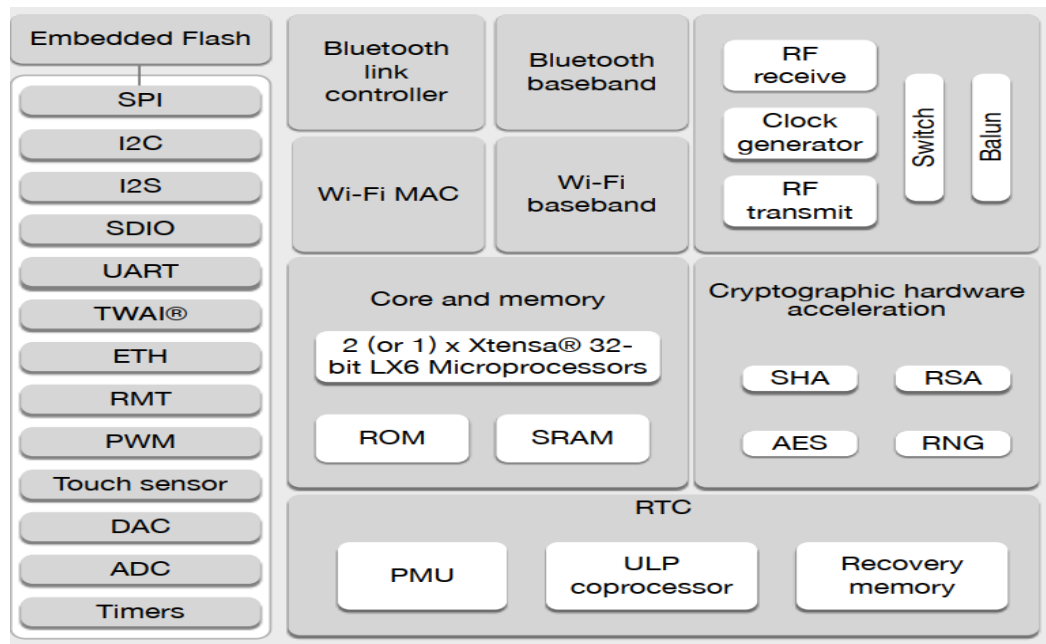 Embedded Flash
SPI
I2C
I2S
SDIO
UART
TWAI®
ETH
RMT
PWM
Touch sensor
DAC
ADC
Timers
Bluetooth
link
controller
Bluetooth
baseband
Wi-Fi MAC
Wi-Fi
baseband
RF
receive
Clock
generator
RF
transmit
Switch
Balun
Core and memory
2 (or 1) x Xtensa® 32-
bit LX6 Microprocessors
ROM
SRAM
Cryptographic hardware
acceleration
SHA
RSA
AES
RNG
RTC
PMU
ULP
coprocessor
Recovery
memory